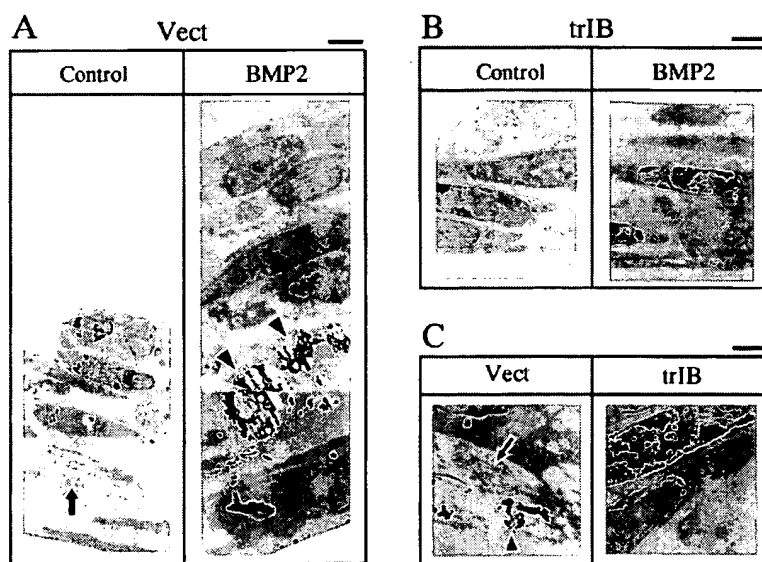 A
Vect
Control BMP2
B
trIB
Control BMP2
C
Vect trIB